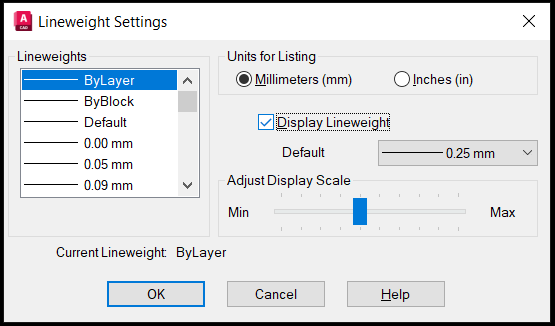 A
CAD
Lineweight Settings
Lineweights
ByLayer
ByBlock
Default
0.00 mm
0.05 mm
0.09 mm
Units for Listing
Millimeters (mm)
Inches (in)
Display Lineweight
Default
0.25 mm
Adjust Display Scale
Min
Max
Current Lineweight: ByLayer
OK
Cancel
Help